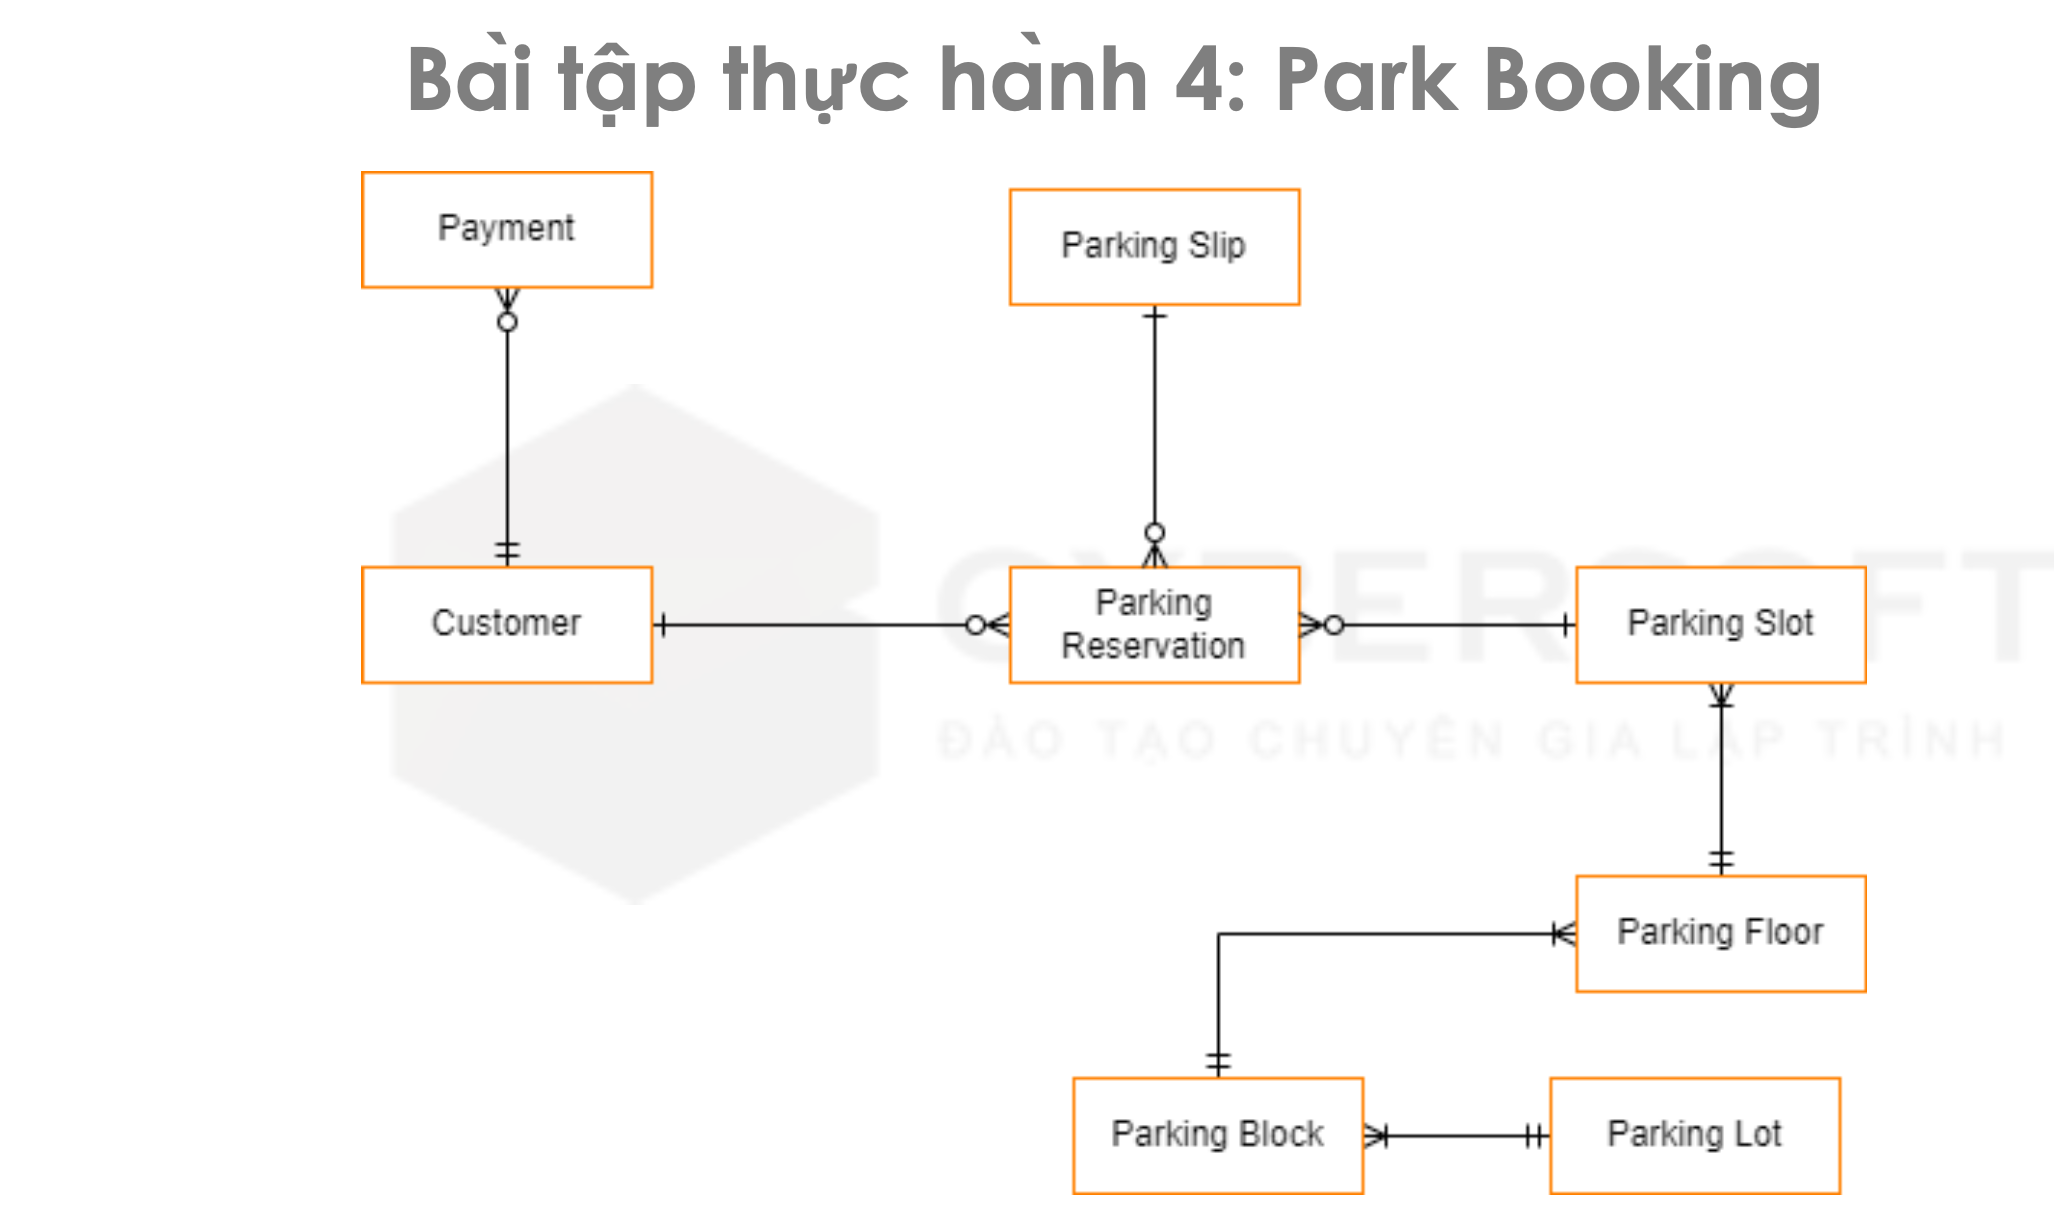 Bài tập thực hành 4: Park Booking
Payment
Parking Slip
Customer
Parking
Reservation
Parking Slot
CYBERSOFT
ĐÀO TẠO CHUYÊN GIA LẬP TRÌNH
Parking Floor
Parking Block
Parking Lot